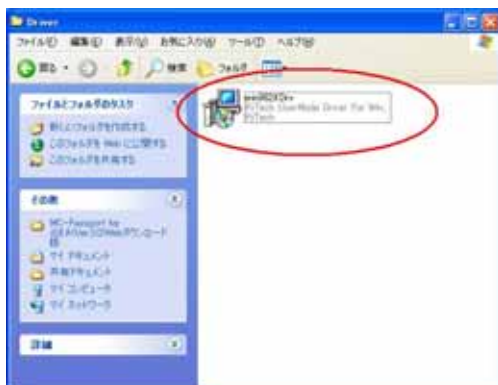 Driver
ファイル(F) 編集(E) 表示(V) お気に入り(A) ツール(T) ヘルプ(H)
戻る 検索 フォルダ
ファイルとフォルダのタスク
新しいフォルダを作成する
このフォルダを Web に公開する
このフォルダを共有する
PVTech UserMode Driver For Win
PVTech
その他
マイ ドキュメント
共有ドキュメント
マイ コンピュータ
マイ ネットワーク
詳細